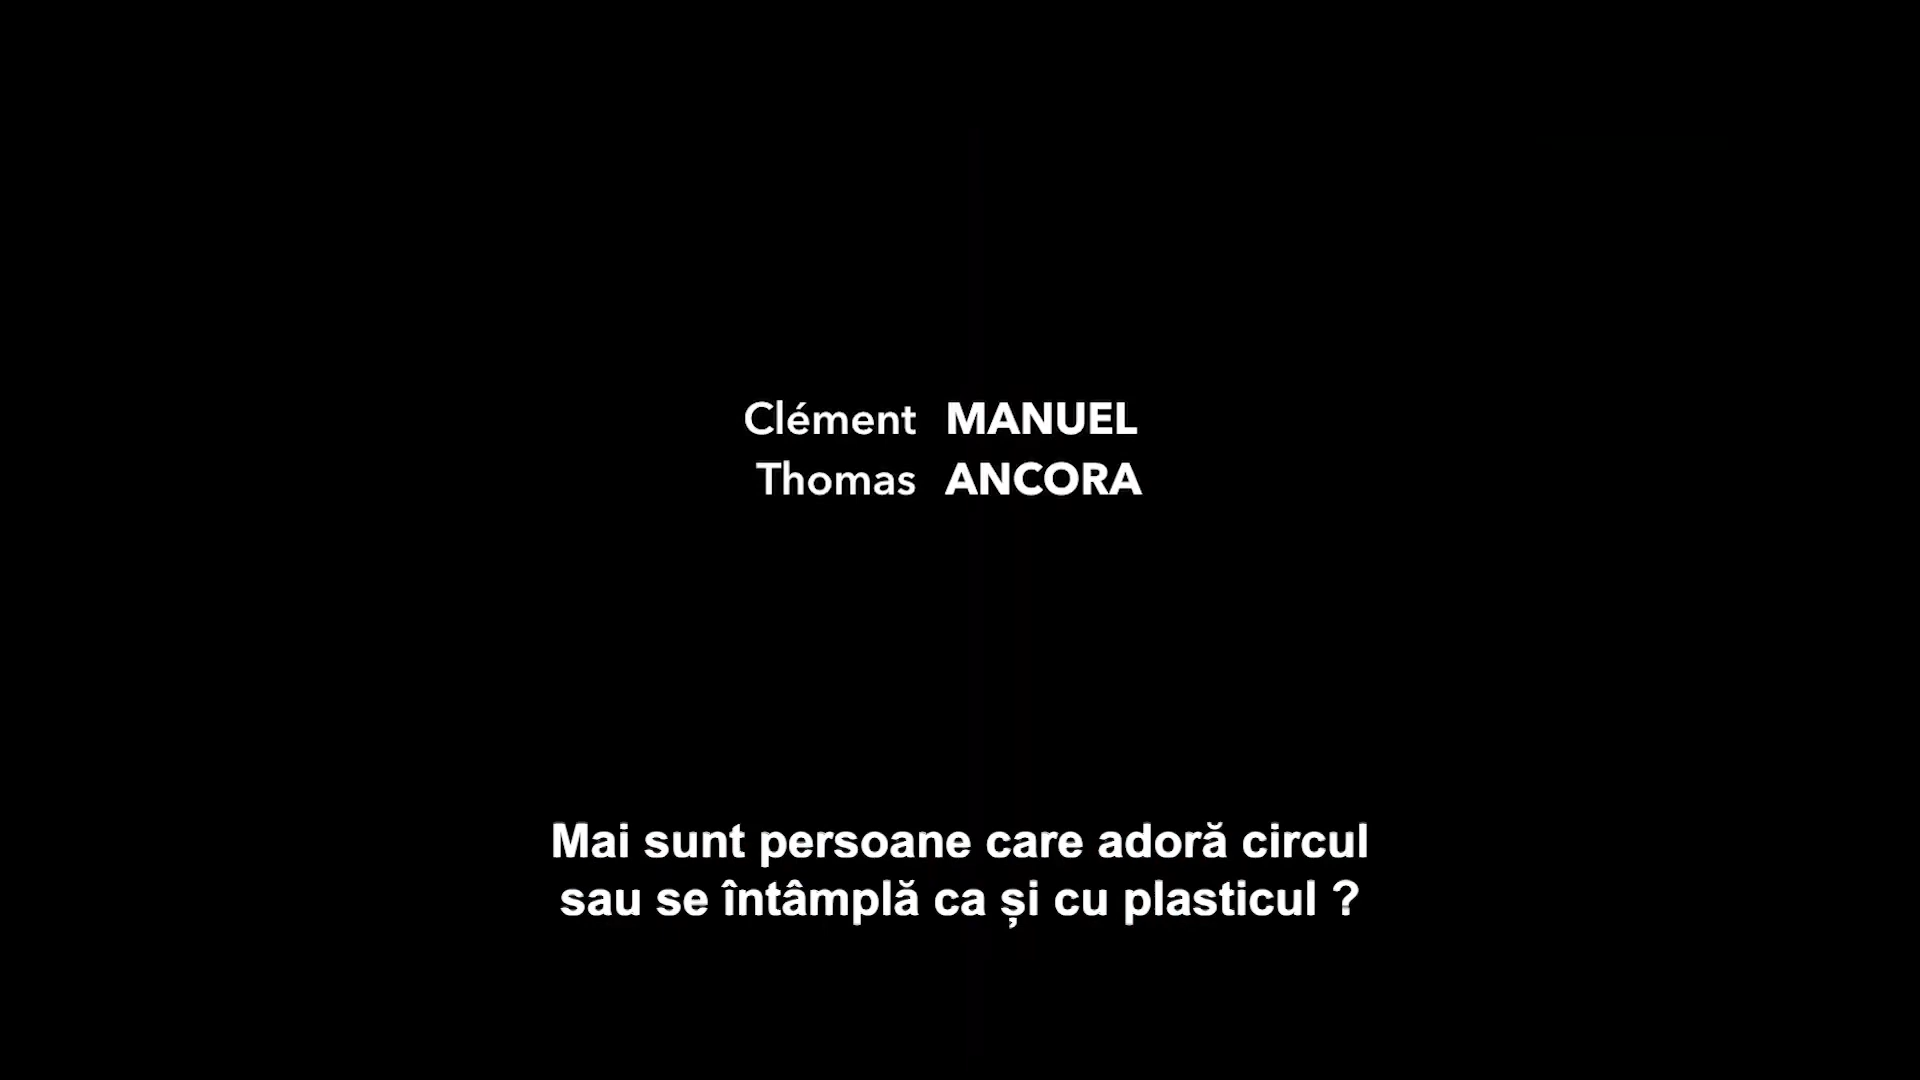 Clément MANUEL
Thomas ANCORA
Mai sunt persoane care adoră circul
sau se întâmplă ca și cu plasticul ?